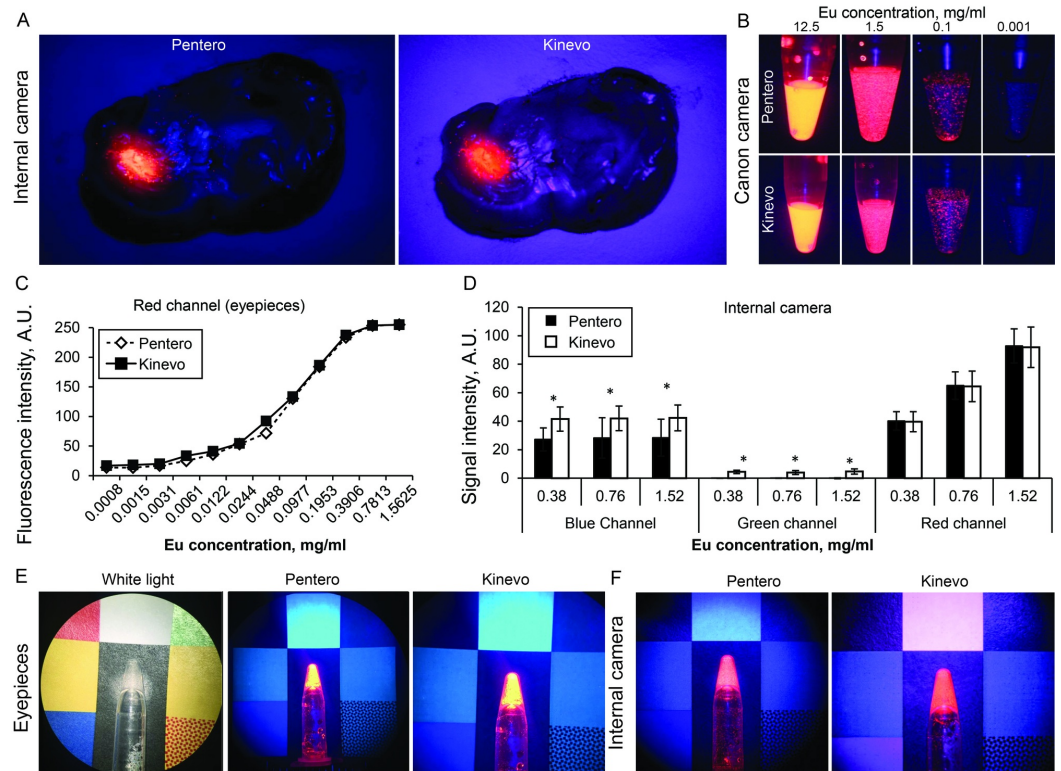 A
Pentero
Kinevo
Internal camera
B
Eu concentration, mg/ml
12.5 1.5 0.1 0.001
Canon camera
Pentero
Kinevo
C
Red channel (eyepieces)
Fluorescence intensity, A.U.
250
200
150
100
50
0
Pentero
Kinevo
0.0008 0.0015 0.0031 0.0061 0.0122 0.0244 0.0488 0.0977 0.1953 0.3906 0.7813 1.5625
Eu concentration, mg/ml
D
Internal camera
Signal intensity, A.U.
120
100
80
60
40
20
0
Pentero
Kinevo
* * * * * *
0.38 0.76 1.52 0.38 0.76 1.52 0.38 0.76 1.52
Blue Channel Green channel Red channel
Eu concentration, mg/ml
E
White light Pentero Kinevo
Eyepieces
F
Pentero Kinevo
Internal camera